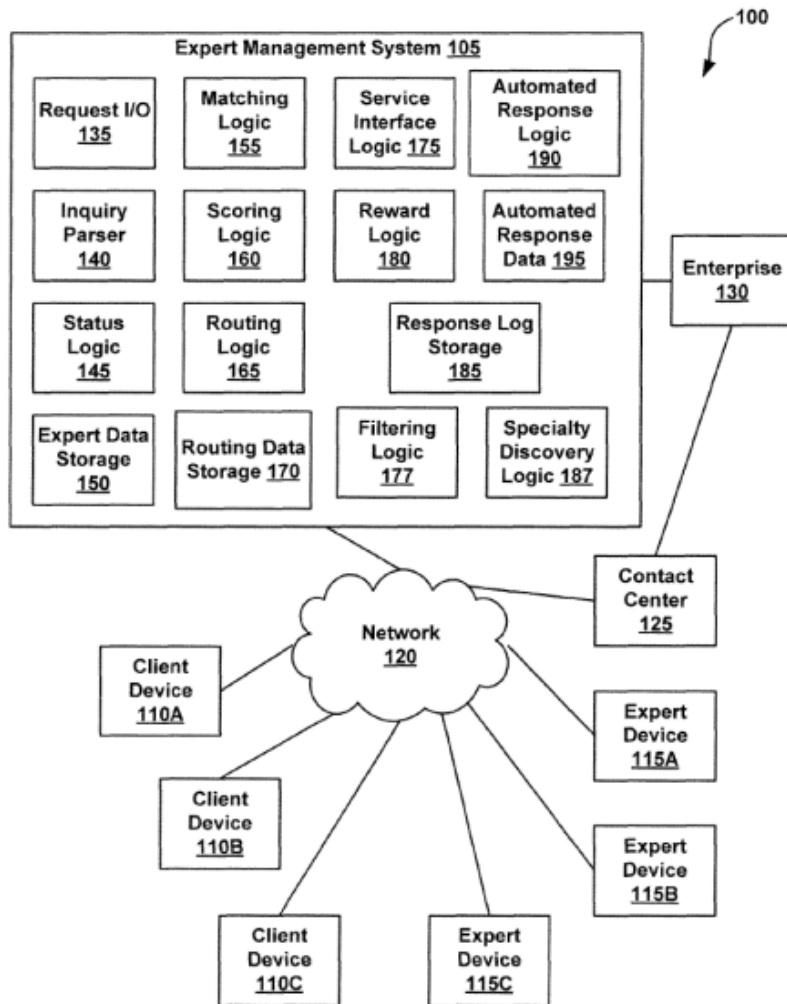 100
Expert Management System 105
Request I/O
135
Matching
Logic
155
Service
Interface
Logic 175
Automated
Response
Logic
190
Inquiry
Parser
140
Scoring
Logic
160
Reward
Logic
180
Automated
Response
Data 195
Enterprise
130
Status
Logic
145
Routing
Logic
165
Response Log
Storage
185
Expert Data
Storage
150
Routing Data
Storage 170
Filtering
Logic
177
Specialty
Discovery
Logic 187
Contact
Center
125
Network
120
Client
Device
110A
Expert
Device
115A
Client
Device
110B
Expert
Device
115B
Client
Device
110C
Expert
Device
115C